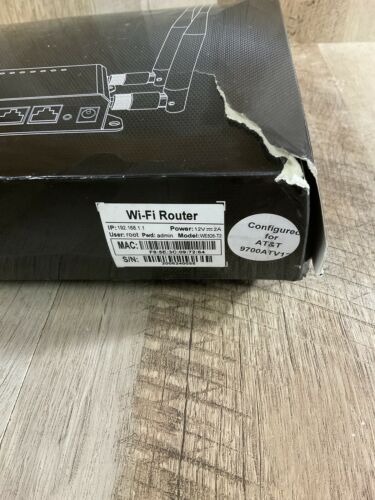 Wi-Fi Router
IP: 192.168.1.1 Power: 12V⎓2A
User: root Pwd: admin Model: WE826-T2
MAC:
S/N:
Configured
for
AT&T